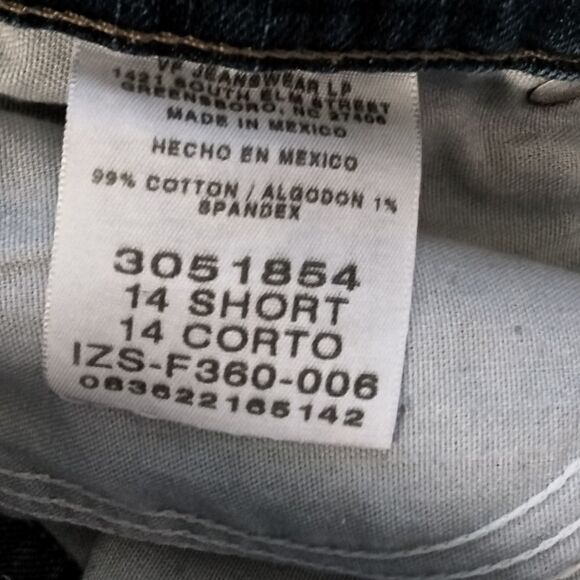 VF JEANSWEAR LP
1421 SOUTH ELM STREET
GREENSBORO, NC 27406
MADE IN MEXICO
HECHO EN MEXICO
99% COTTON / ALGODON 1%
SPANDEX
3051854
14 SHORT
14 CORTO
IZS-F360-006
083622165142